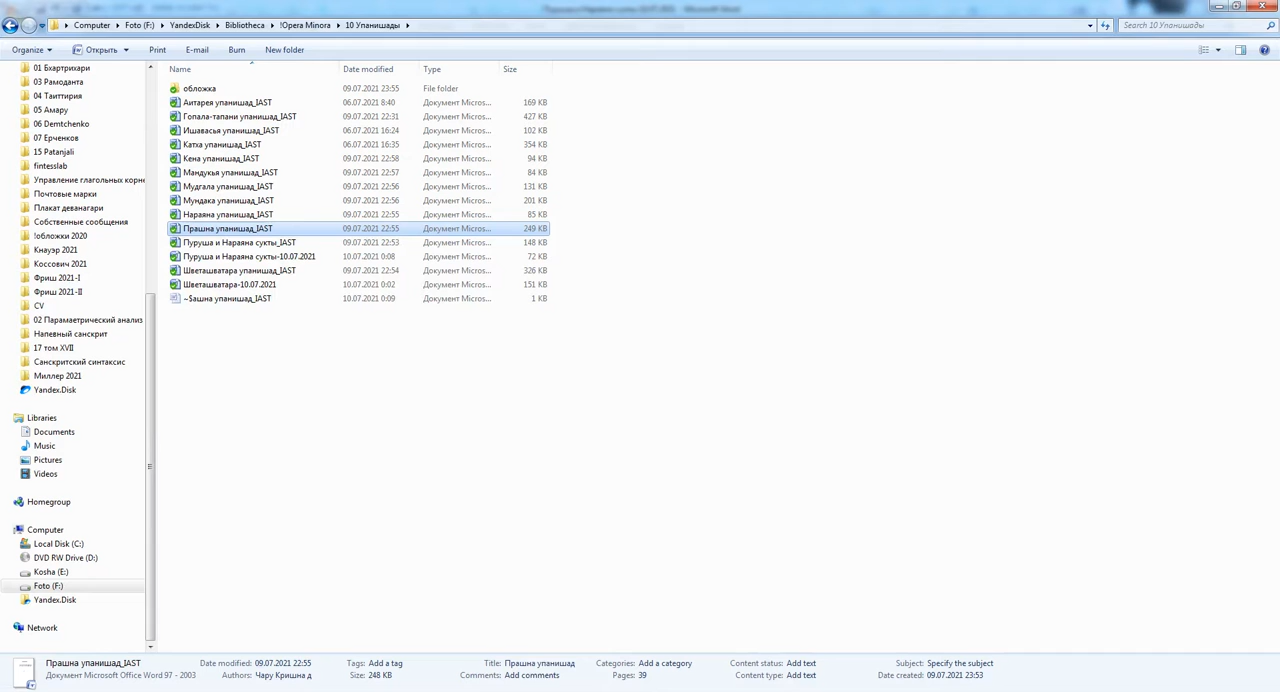 Computer ▸ Foto (F:) ▸ YandexDisk ▸ Bibliotheca ▸ !Opera Minora ▸ 10 Упанишады ▸
Search 10 Упанишады
Organize Открыть Print E-mail Burn New folder
Name Date modified Type Size
01 Бхартрихари
03 Рамоданта
04 Таиттирия
05 Амару
06 Demtchenko
07 Ерченков
15 Patanjali
fintesslab
Управление глагольных корне
Почтовые марки
Плакат деванагари
Собственные сообщения
!обложки 2020
Кнауэр 2021
Коссович 2021
Фриш 2021-I
Фриш 2021-II
CV
02 Парамаетрический анализ
Напевный санскрит
17 том XVII
Санскритский синтаксис
Миллер 2021
Yandex.Disk
Libraries
Documents
Music
Pictures
Videos
Homegroup
Computer
Local Disk (C:)
DVD RW Drive (D:)
Kosha (E:)
Foto (F:)
Yandex.Disk
Network
обложка 09.07.2021 23:55 File folder
Аитарея упанишад_IAST 06.07.2021 8:40 Документ Micros... 169 KB
Гопала-тапани упанишад_IAST 09.07.2021 22:31 Документ Micros... 427 KB
Ишавасья упанишад_IAST 06.07.2021 16:24 Документ Micros... 102 KB
Катха упанишад_IAST 06.07.2021 16:35 Документ Micros... 354 KB
Кена упанишад_IAST 09.07.2021 22:58 Документ Micros... 94 KB
Мандукья упанишад_IAST 09.07.2021 22:57 Документ Micros... 84 KB
Мудгала упанишад_IAST 09.07.2021 22:56 Документ Micros... 131 KB
Мундака упанишад_IAST 09.07.2021 22:56 Документ Micros... 201 KB
Нараяна упанишад_IAST 09.07.2021 22:55 Документ Micros... 85 KB
Прашна упанишад_IAST 09.07.2021 22:55 Документ Micros... 249 KB
Пуруша и Нараяна сукты_IAST 09.07.2021 22:53 Документ Micros... 148 KB
Пуруша и Нараяна сукты-10.07.2021 10.07.2021 0:08 Документ Micros... 72 KB
Шветашватара упанишад_IAST 09.07.2021 22:54 Документ Micros... 326 KB
Шветашватара-10.07.2021 10.07.2021 0:02 Документ Micros... 151 KB
~$ашна упанишад_IAST 10.07.2021 0:09 Документ Micros... 1 KB
Прашна упанишад_IAST Date modified: 09.07.2021 22:55 Tags: Add a tag Title: Прашна упанишад Categories: Add a category Content status: Add text Subject: Specify the subject
Документ Microsoft Office Word 97 - 2003 Authors: Чару Кришна д Size: 248 KB Comments: Add comments Pages: 39 Content type: Add text Date created: 09.07.2021 23:53